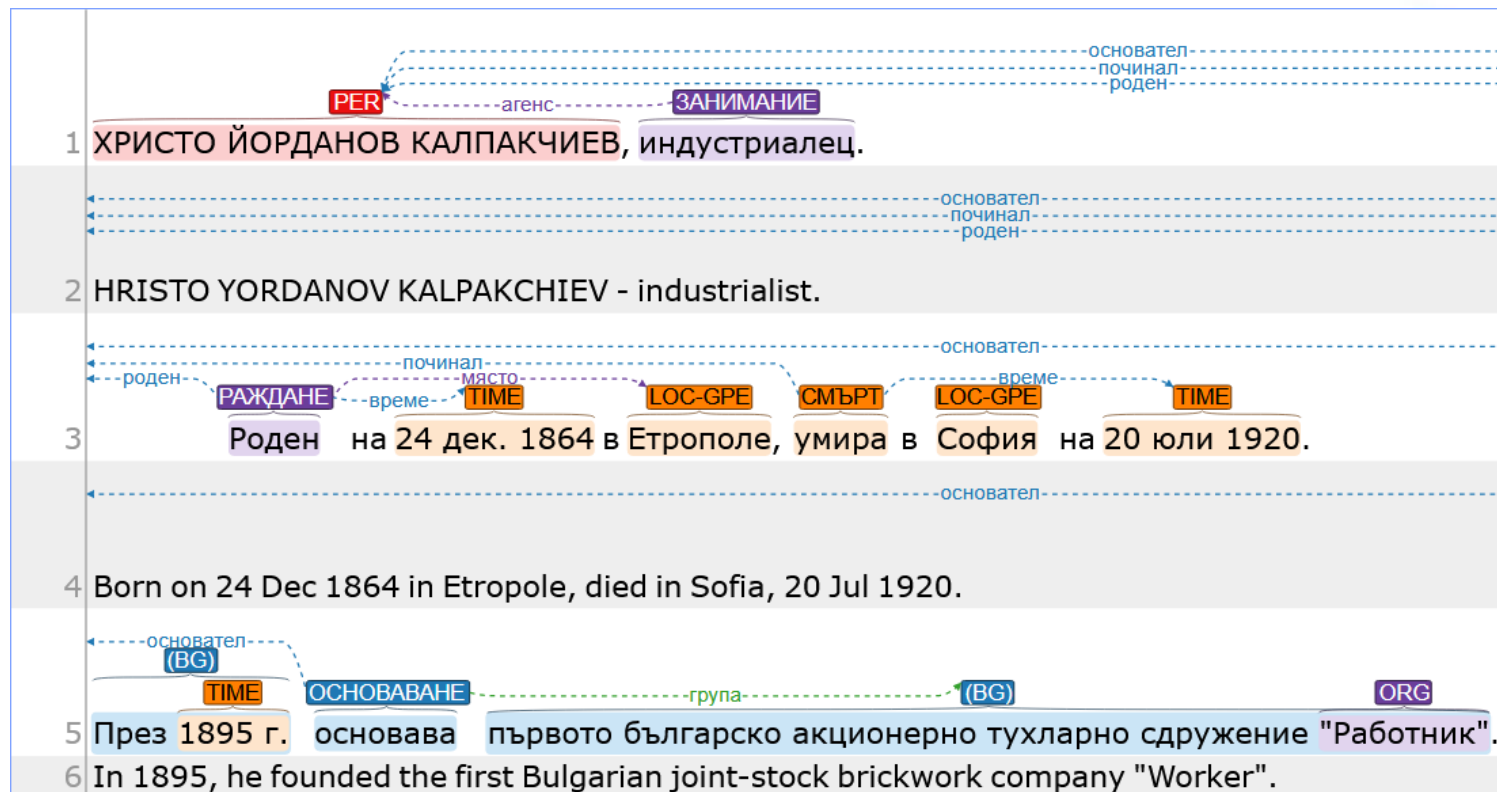 основател
починал
роден
PER агенс ЗАНИМАНИЕ
1 ХРИСТО ЙОРДАНОВ КАЛПАКЧИЕВ, индустриалец.
основател
починал
роден
2 HRISTO YORDANOV KALPAKCHIEV - industrialist.
основател
починал
роден място време
РАЖДАНЕ време TIME LOC-GPE СМЪРТ LOC-GPE TIME
3 Роден на 24 дек. 1864 в Етрополе, умира в София на 20 юли 1920.
основател
4 Born on 24 Dec 1864 in Etropole, died in Sofia, 20 Jul 1920.
основател
(BG)
TIME ОСНОВАВАНЕ група (BG) ORG
5 През 1895 г. основава първото българско акционерно тухларно сдружение "Работник".
6 In 1895, he founded the first Bulgarian joint-stock brickwork company "Worker".